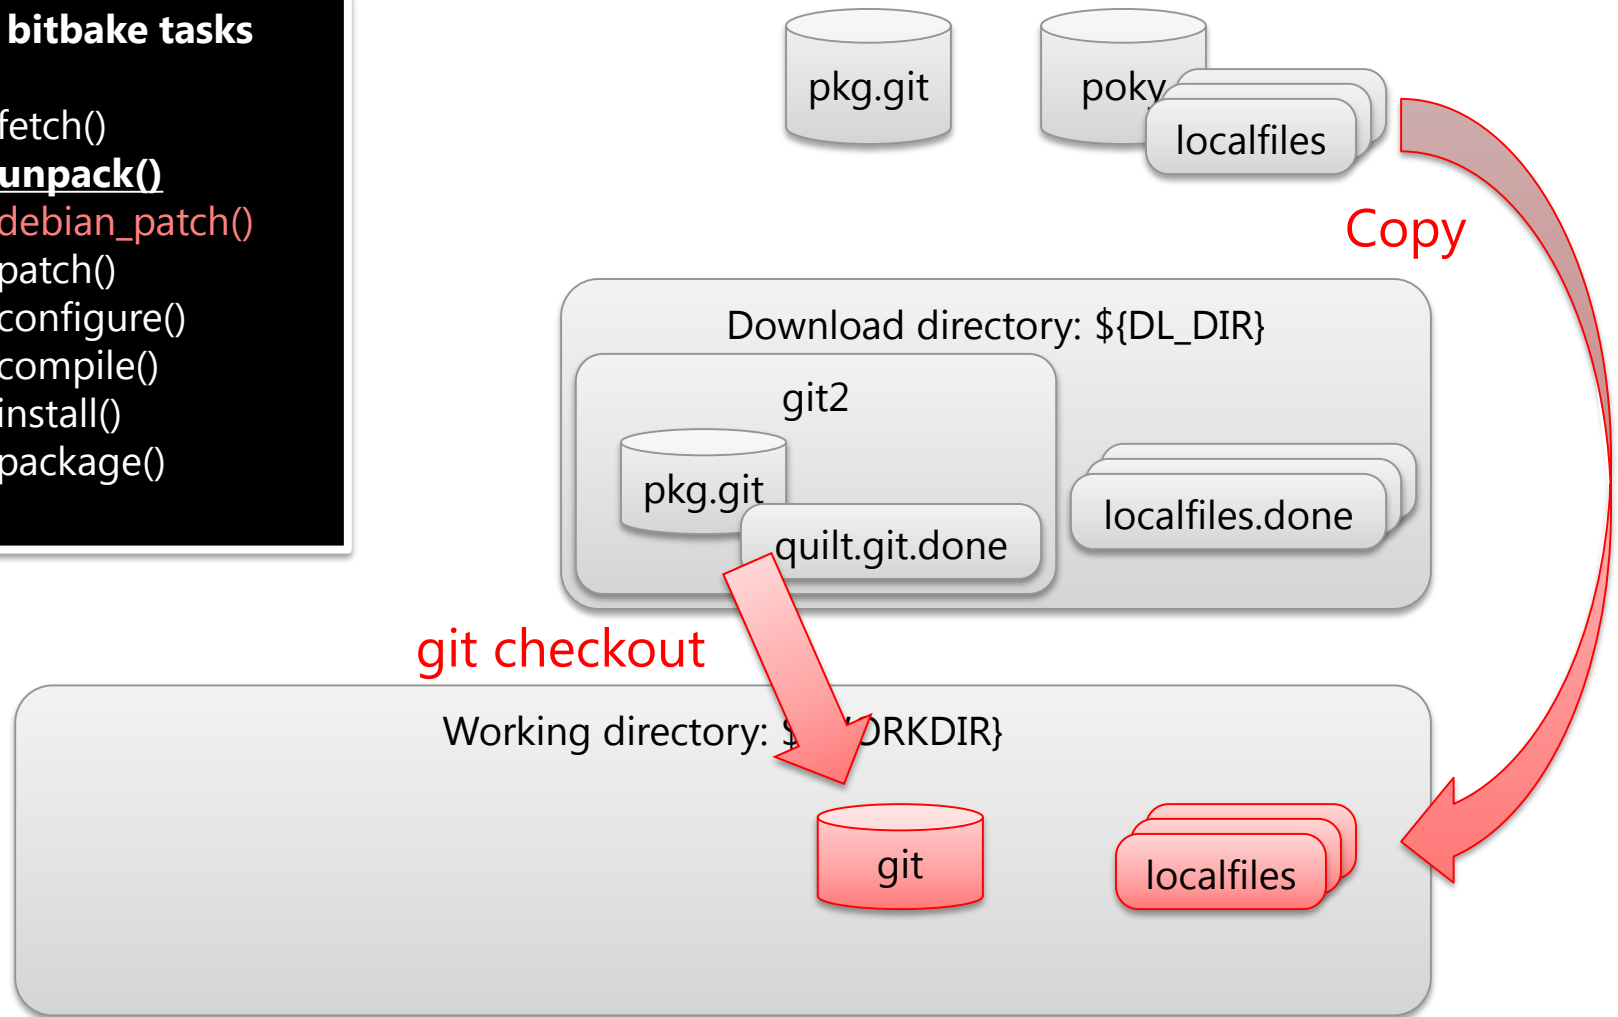 bitbake tasks
fetch()
unpack()
debian_patch()
patch()
configure()
compile()
install()
package()
pkg.git
poky
localfiles
Copy
Download directory: ${DL_DIR}
git2
pkg.git
quilt.git.done
localfiles.done
git checkout
Working directory: $ ORKDIR}
git
localfiles